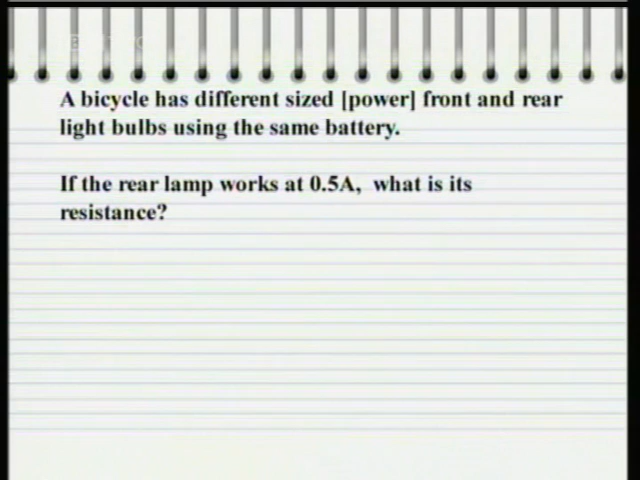 A bicycle has different sized [power] front and rear
light bulbs using the same battery.
If the rear lamp works at 0.5A, what is its
resistance?